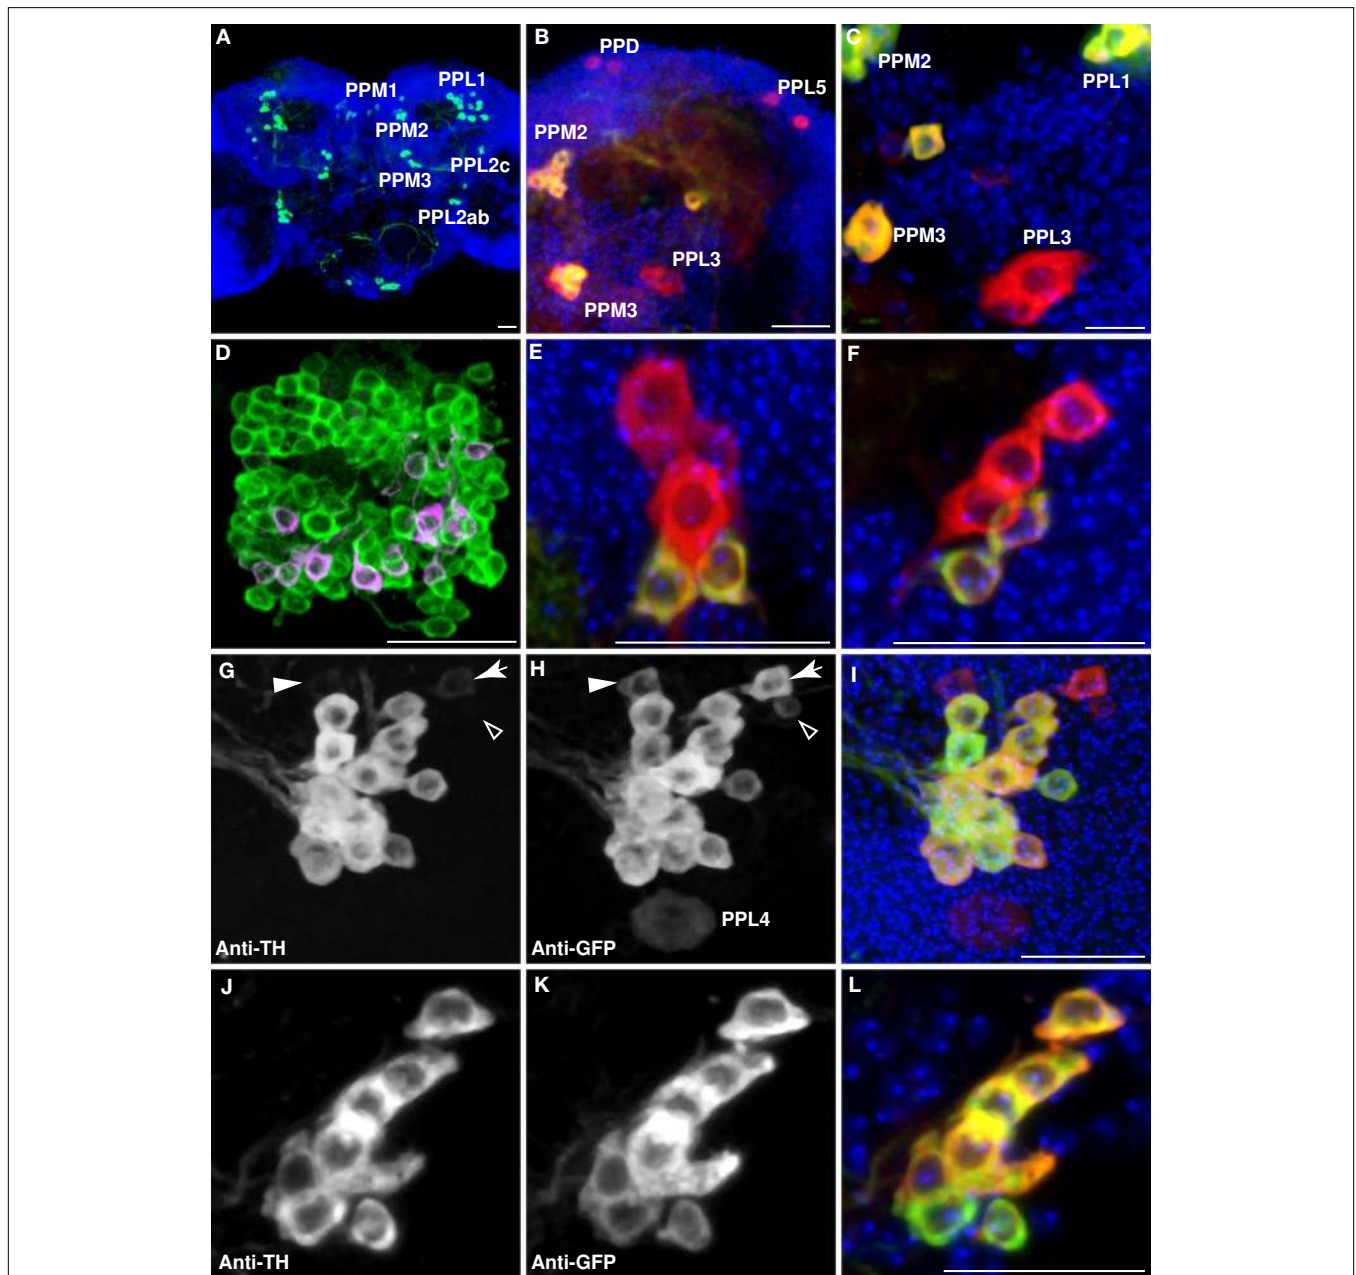 A
PPM1
PPL1
PPM2
PPL2c
PPM3
PPL2ab
B
PPD
PPL5
PPM2
PPL3
PPM3
C
PPM2
PPL1
PPM3
PPL3
D
E
F
G
Anti-TH
H
PPL4
Anti-GFP
I
J
Anti-TH
K
Anti-GFP
L